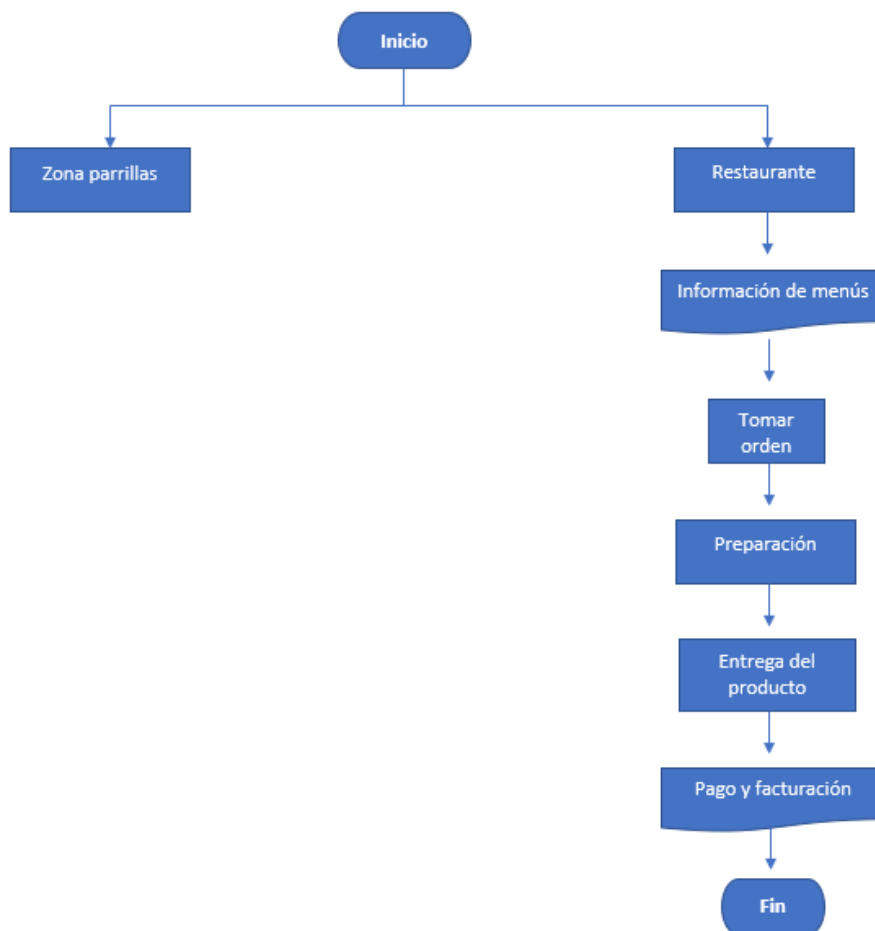 Inicio
Zona parrillas
Restaurante
Información de menús
Tomar
orden
Preparación
Entrega del
producto
Pago y facturación
Fin